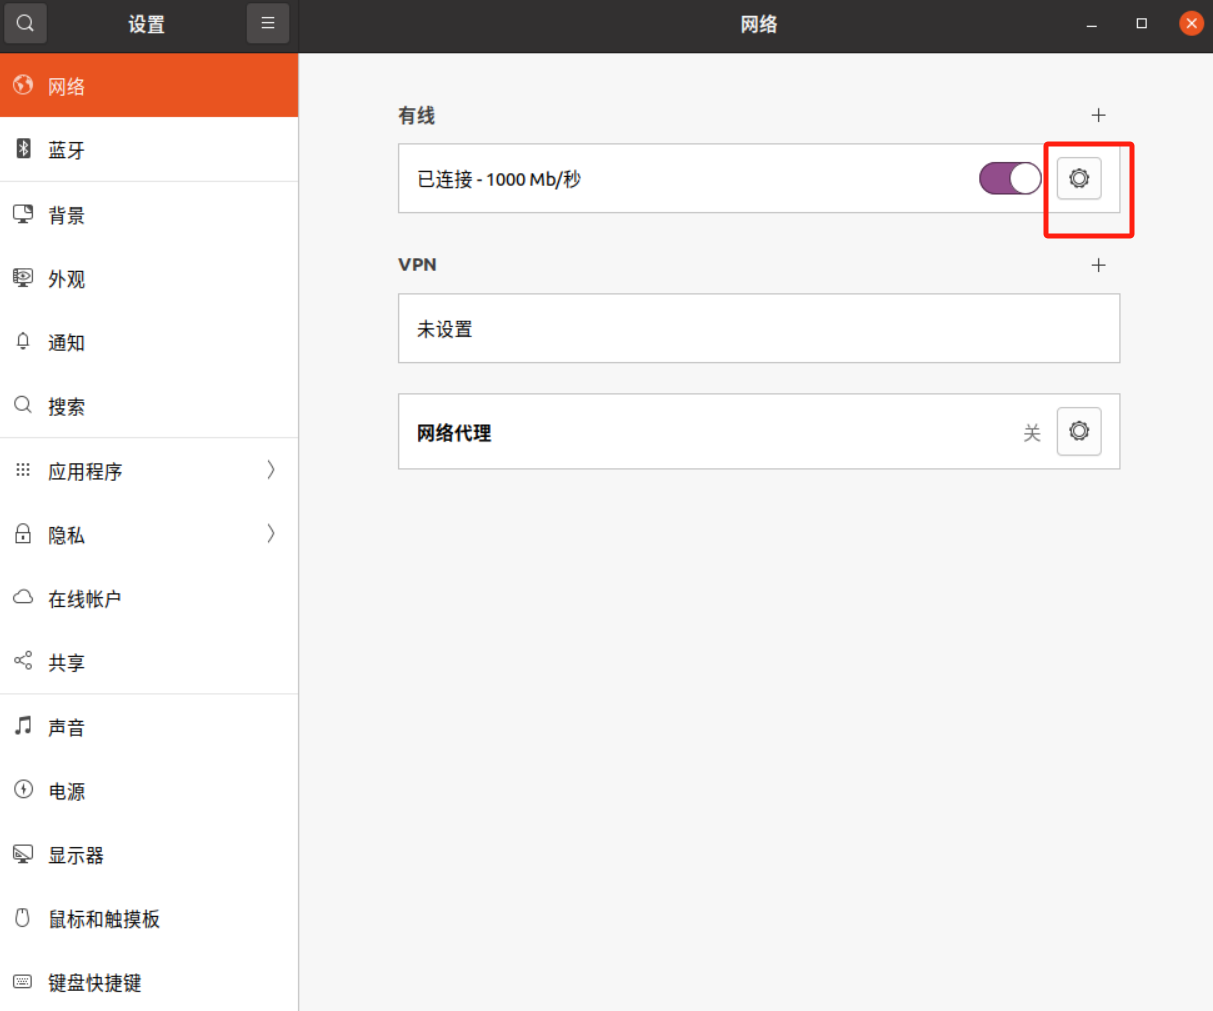 设置
网络
网络
蓝牙
背景
外观
通知
搜索
应用程序
隐私
在线帐户
共享
声音
电源
显示器
鼠标和触摸板
键盘快捷键
有线
已连接 - 1000 Mb/秒
VPN
未设置
网络代理
关